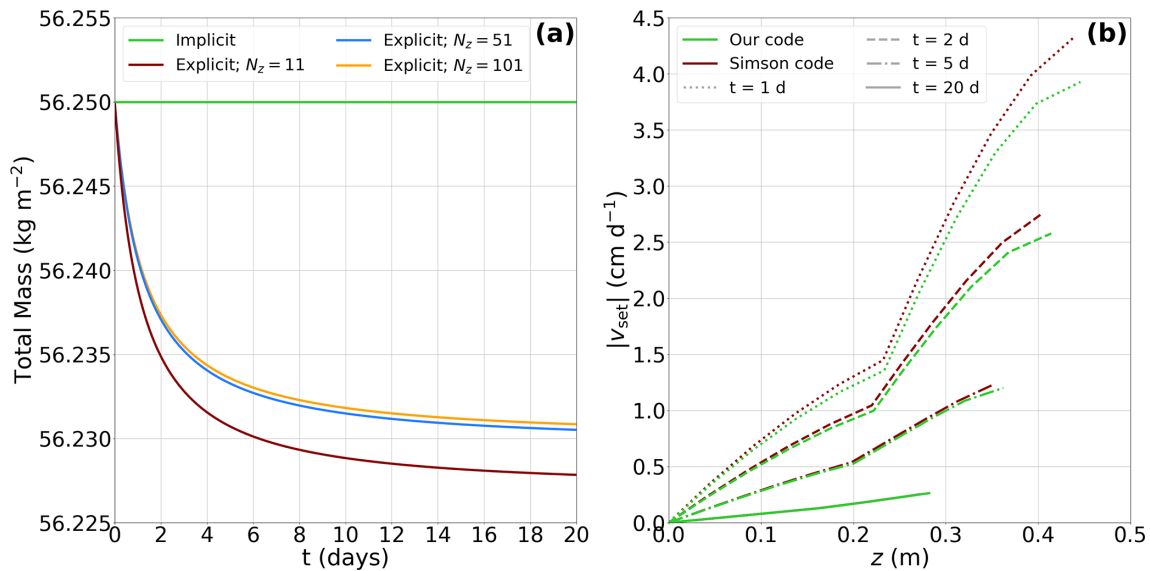 56.255
56.250
56.245
56.240
56.235
56.230
56.225
Total Mass (kg m⁻²)
Implicit
Explicit; N_z = 11
Explicit; N_z = 51
Explicit; N_z = 101
(a)
0 2 4 6 8 10 12 14 16 18 20
t (days)
4.5
4.0
3.5
3.0
2.5
2.0
1.5
1.0
0.5
0.0
|v_set| (cm d⁻¹)
Our code
Simson code
t = 1 d
t = 2 d
t = 5 d
t = 20 d
(b)
0.0 0.1 0.2 0.3 0.4 0.5
z (m)